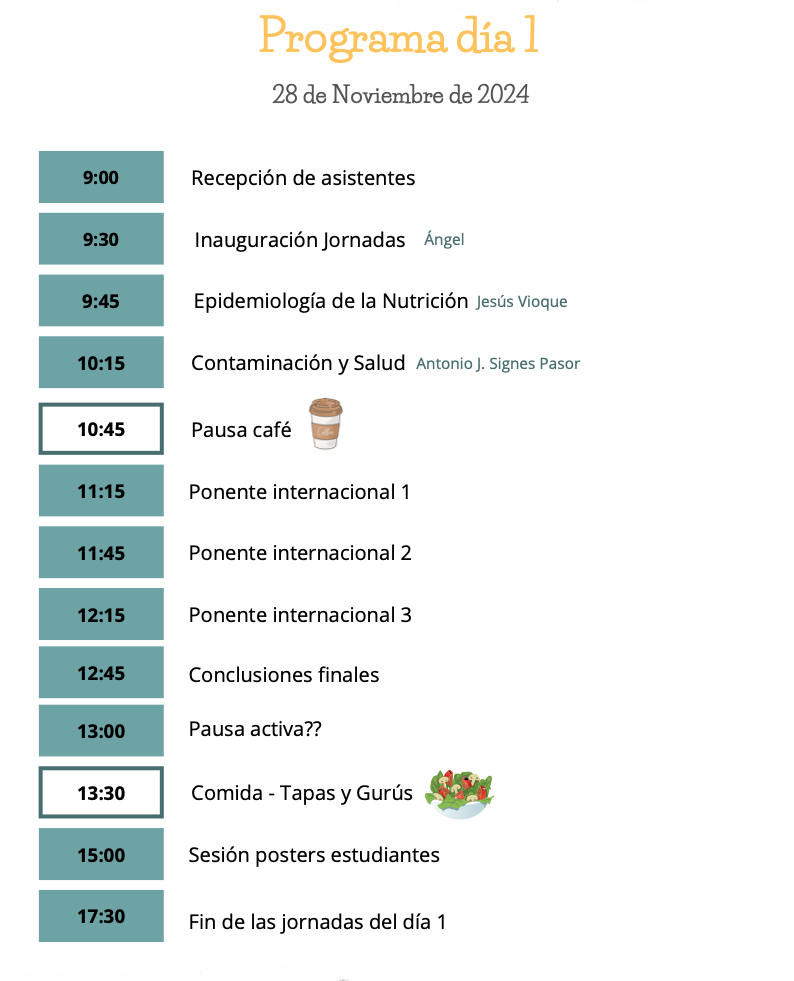 Programa día 1
28 de Noviembre de 2024
9:00 Recepción de asistentes
9:30 Inauguración Jornadas Ángel
9:45 Epidemiología de la Nutrición Jesús Vioque
10:15 Contaminación y Salud Antonio J. Signes Pasor
10:45 Pausa café
11:15 Ponente internacional 1
11:45 Ponente internacional 2
12:15 Ponente internacional 3
12:45 Conclusiones finales
13:00 Pausa activa??
13:30 Comida - Tapas y Gurús
15:00 Sesión posters estudiantes
17:30 Fin de las jornadas del día 1